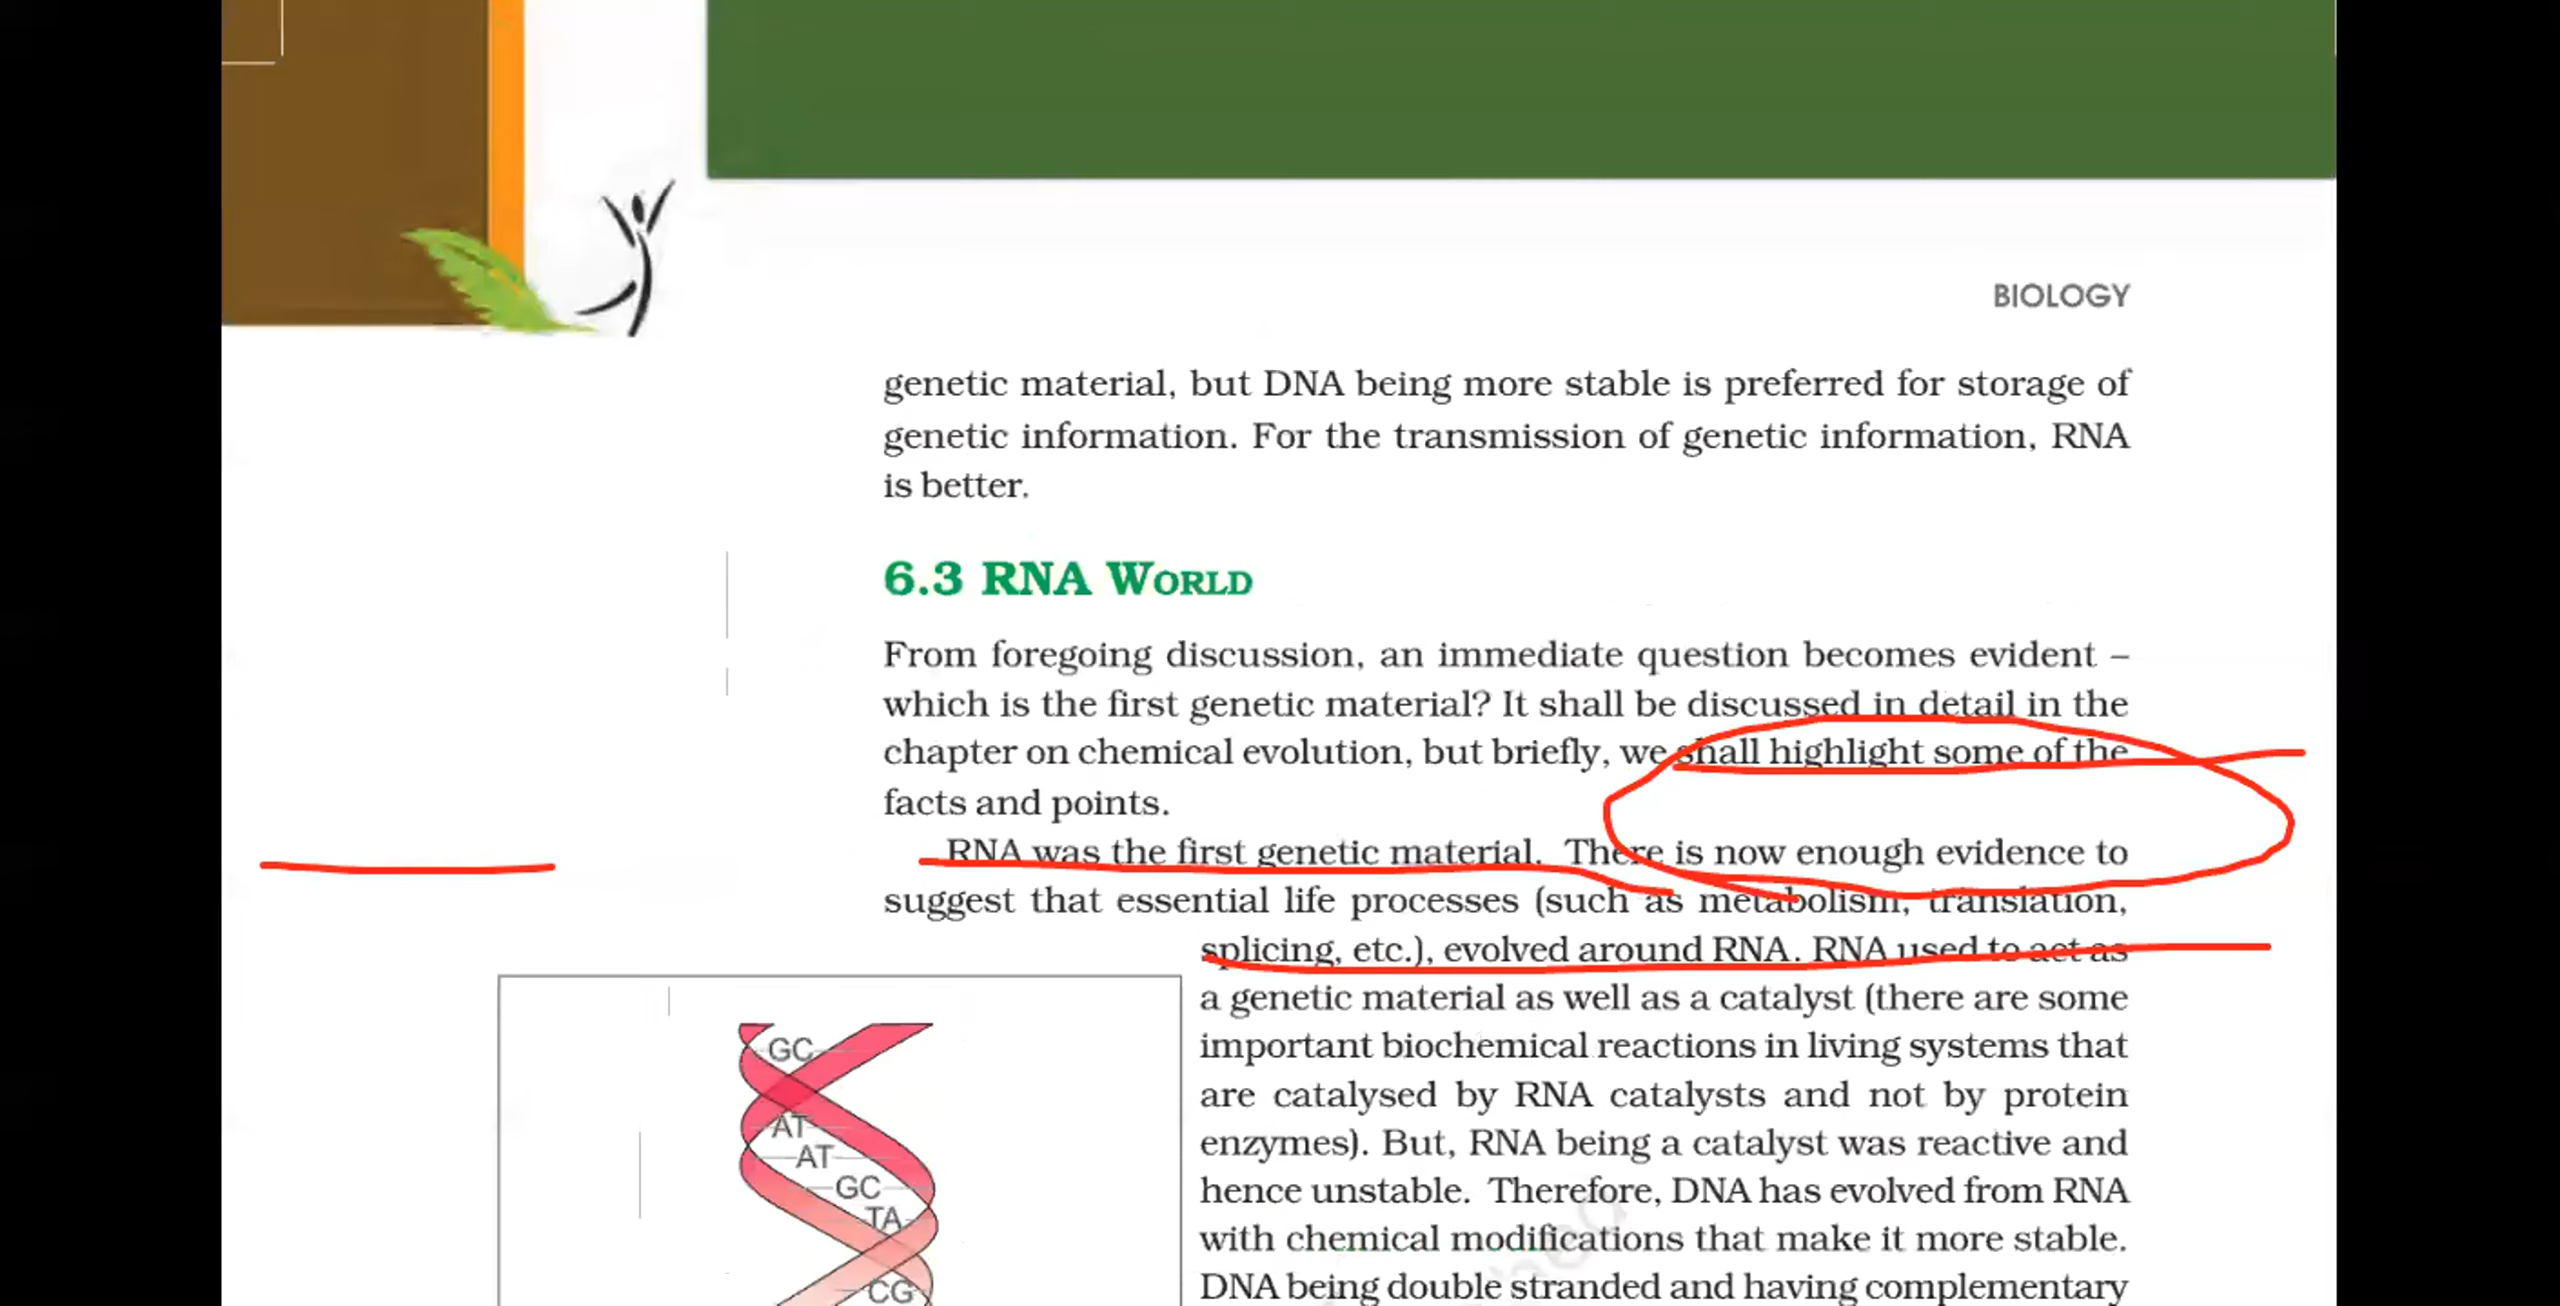 BIOLOGY
genetic material, but DNA being more stable is preferred for storage of
genetic information. For the transmission of genetic information, RNA
is better.
6.3 RNA WORLD
From foregoing discussion, an immediate question becomes evident –
which is the first genetic material? It shall be discussed in detail in the
chapter on chemical evolution, but briefly, we shall highlight some of the
facts and points.
RNA was the first genetic material. There is now enough evidence to
suggest that essential life processes (such as metabolism, translation,
splicing, etc.), evolved around RNA. RNA used to act as
a genetic material as well as a catalyst (there are some
important biochemical reactions in living systems that
are catalysed by RNA catalysts and not by protein
enzymes). But, RNA being a catalyst was reactive and
hence unstable. Therefore, DNA has evolved from RNA
with chemical modifications that make it more stable.
DNA being double stranded and having complementary
GC
AT
AT
GC
TA
CG